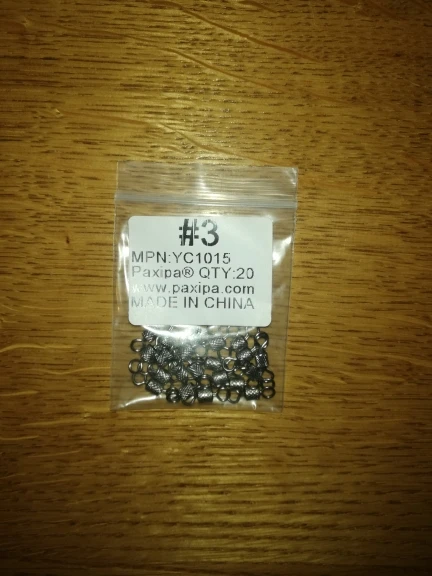 #3
MPN:YC1015
Paxipa® QTY:20
www.paxipa.com
MADE IN CHINA